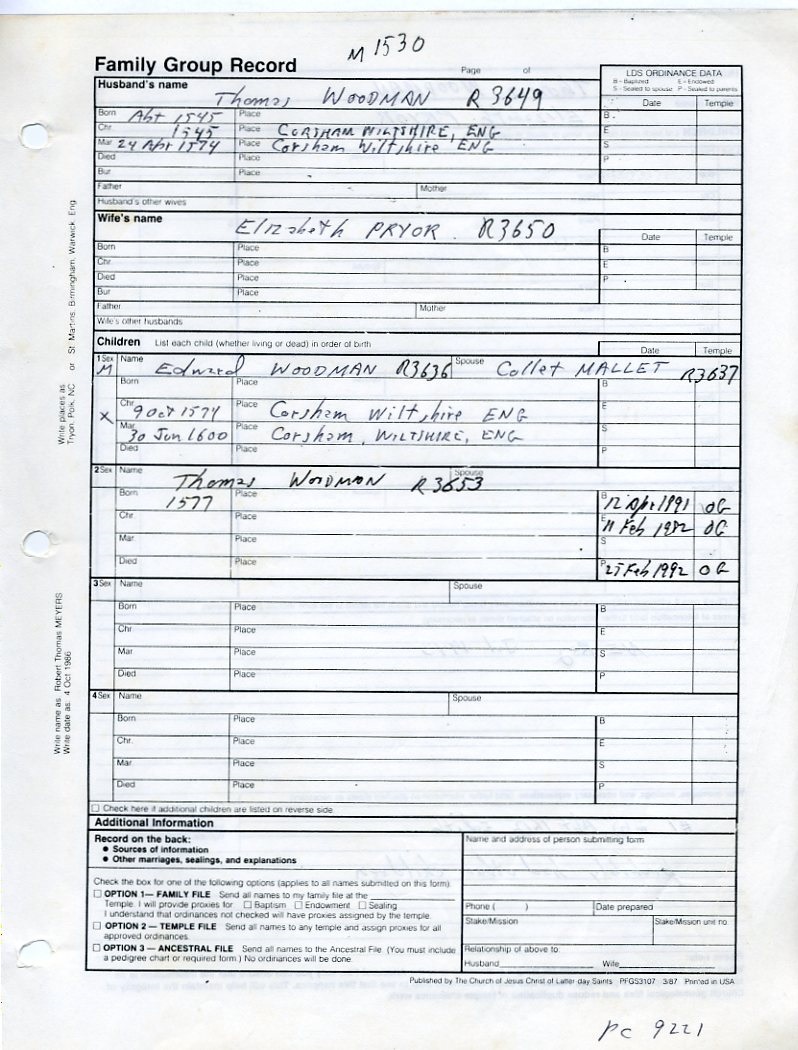 M 1530
Family Group Record
Page of
LDS ORDINANCE DATA
B - Baptized E - Endowed
S - Sealed to spouse P - Sealed to parents
Husband's name
Thomas WOODMAN R3649
Date Temple
Born Abt 1545 Place B
Chr 1545 Place CORSHAM WILTSHIRE, ENG E
Mar 24 Apr 1574 Place Corsham Wiltshire ENG S
Died Place P
Bur Place
Father Mother
Husband's other wives
Wife's name
Elizabeth PRYOR R3650
Date Temple
Born Place B
Chr Place E
Died Place P
Bur Place
Father Mother
Wife's other husbands
Children List each child (whether living or dead) in order of birth
Date Temple
1 Sex M Name Edward WOODMAN R3636 Spouse Collet MALLET R3637
Born Place B
X Chr 9 Oct 1574 Place Corsham Wiltshire ENG E
Mar 30 Jun 1600 Place Corsham, WILTSHIRE, ENG S
Died Place P
2 Sex Name Thomas WOODMAN R3653 Spouse
Born 1577 Place B 12 Apr 1991 OG
Chr Place E 11 Feb 1992 OG
Mar Place S
Died Place P 25 Feb 1992 OG
3 Sex Name Spouse
Born Place B
Chr Place E
Mar Place S
Died Place P
4 Sex Name Spouse
Born Place B
Chr. Place E
Mar Place S
Died Place P
☐ Check here if additional children are listed on reverse side.
Additional Information
Record on the back:
• Sources of information
• Other marriages, sealings, and explanations
Name and address of person submitting form
Check the box for one of the following options (applies to all names submitted on this form).
☐ OPTION 1— FAMILY FILE Send all names to my family file at the
Temple. I will provide proxies for ☐ Baptism ☐ Endowment ☐ Sealing
I understand that ordinances not checked will have proxies assigned by the temple.
☐ OPTION 2 — TEMPLE FILE Send all names to any temple and assign proxies for all
approved ordinances.
☐ OPTION 3 — ANCESTRAL FILE Send all names to the Ancestral File. (You must include
a pedigree chart or required form.) No ordinances will be done.
Phone ( ) Date prepared
Stake/Mission Stake/Mission unit no.
Relationship of above to:
Husband Wife
Published by The Church of Jesus Christ of Latter-day Saints PFGS3107 3/87 Printed in USA
Write places as Tryon, Polk, NC or St. Martins, Birmingham, Warwick, Eng.
Write name as Robert Thomas MEYERS
Write date as: 4 Oct 1986
PC 9221